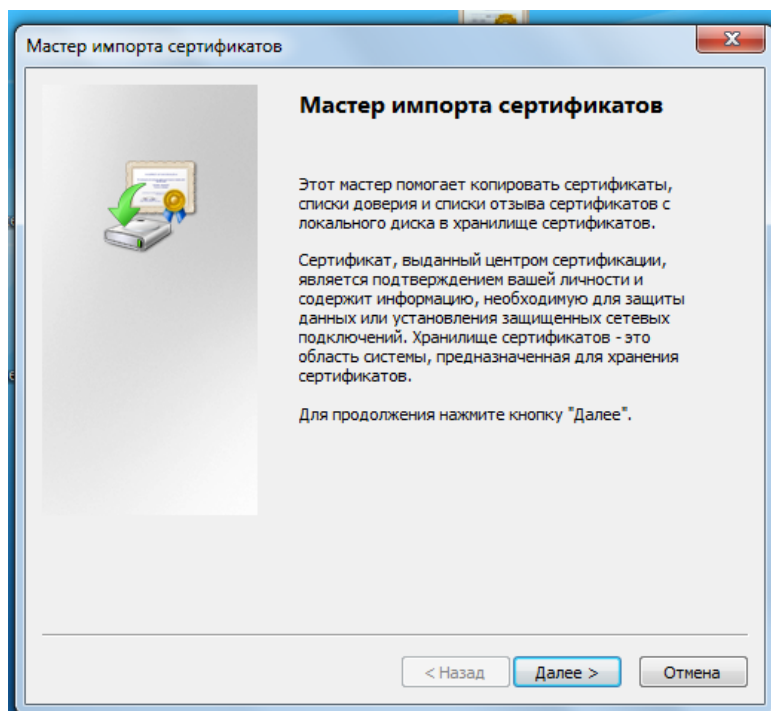 Мастер импорта сертификатов
Мастер импорта сертификатов
Этот мастер помогает копировать сертификаты,
списки доверия и списки отзыва сертификатов с
локального диска в хранилище сертификатов.
Сертификат, выданный центром сертификации,
является подтверждением вашей личности и
содержит информацию, необходимую для защиты
данных или установления защищенных сетевых
подключений. Хранилище сертификатов - это
область системы, предназначенная для хранения
сертификатов.
Для продолжения нажмите кнопку "Далее".
< Назад
Далее >
Отмена